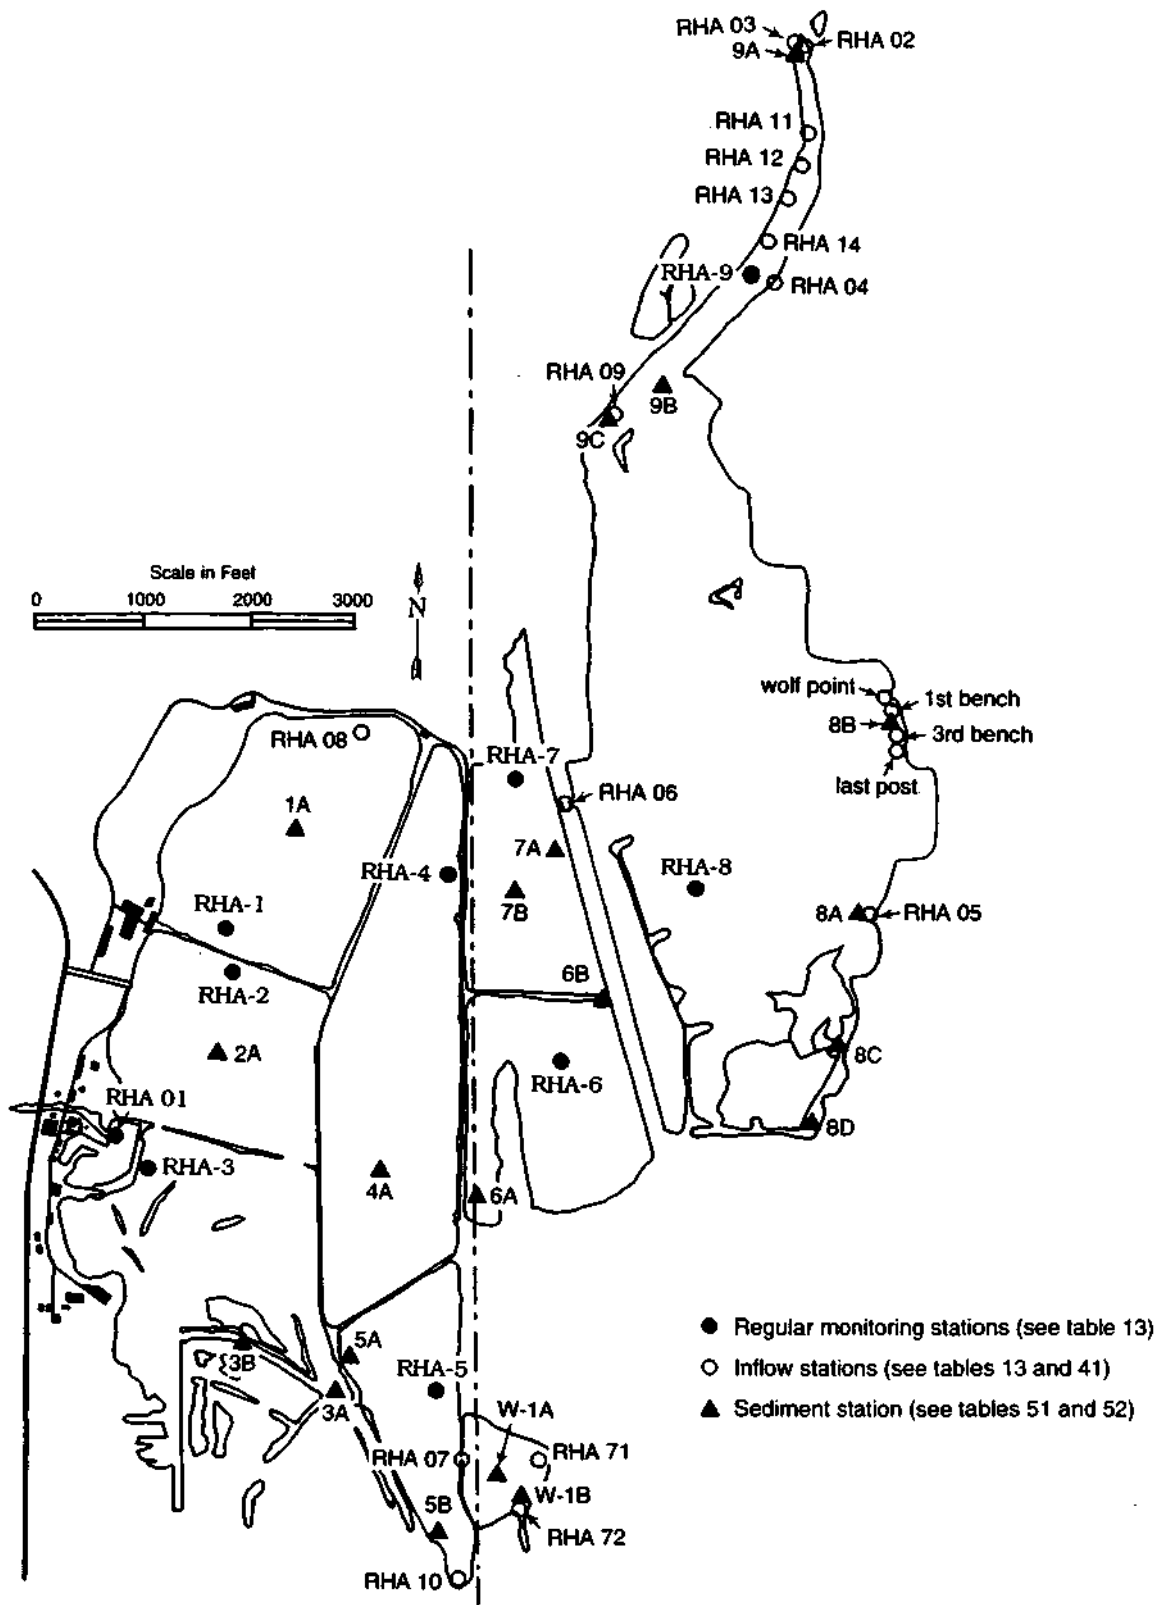 RHA 03
RHA 02
9A
RHA 11
RHA 12
RHA 13
RHA 14
RHA-9
RHA 04
RHA 09
9B
9C
Scale in Feet
0 1000 2000 3000
N
wolf point
1st bench
8B
3rd bench
last post
RHA 08
RHA-7
RHA 06
1A
7A
RHA-4
RHA-8
7B
RHA-1
8A
RHA 05
6B
RHA-2
2A
8C
RHA-6
RHA 01
8D
RHA-3
4A
6A
5A
3B
RHA-5
3A
W-1A
RHA 07
RHA 71
W-1B
5B
RHA 72
RHA 10
Regular monitoring stations (see table 13)
Inflow stations (see tables 13 and 41)
Sediment station (see tables 51 and 52)